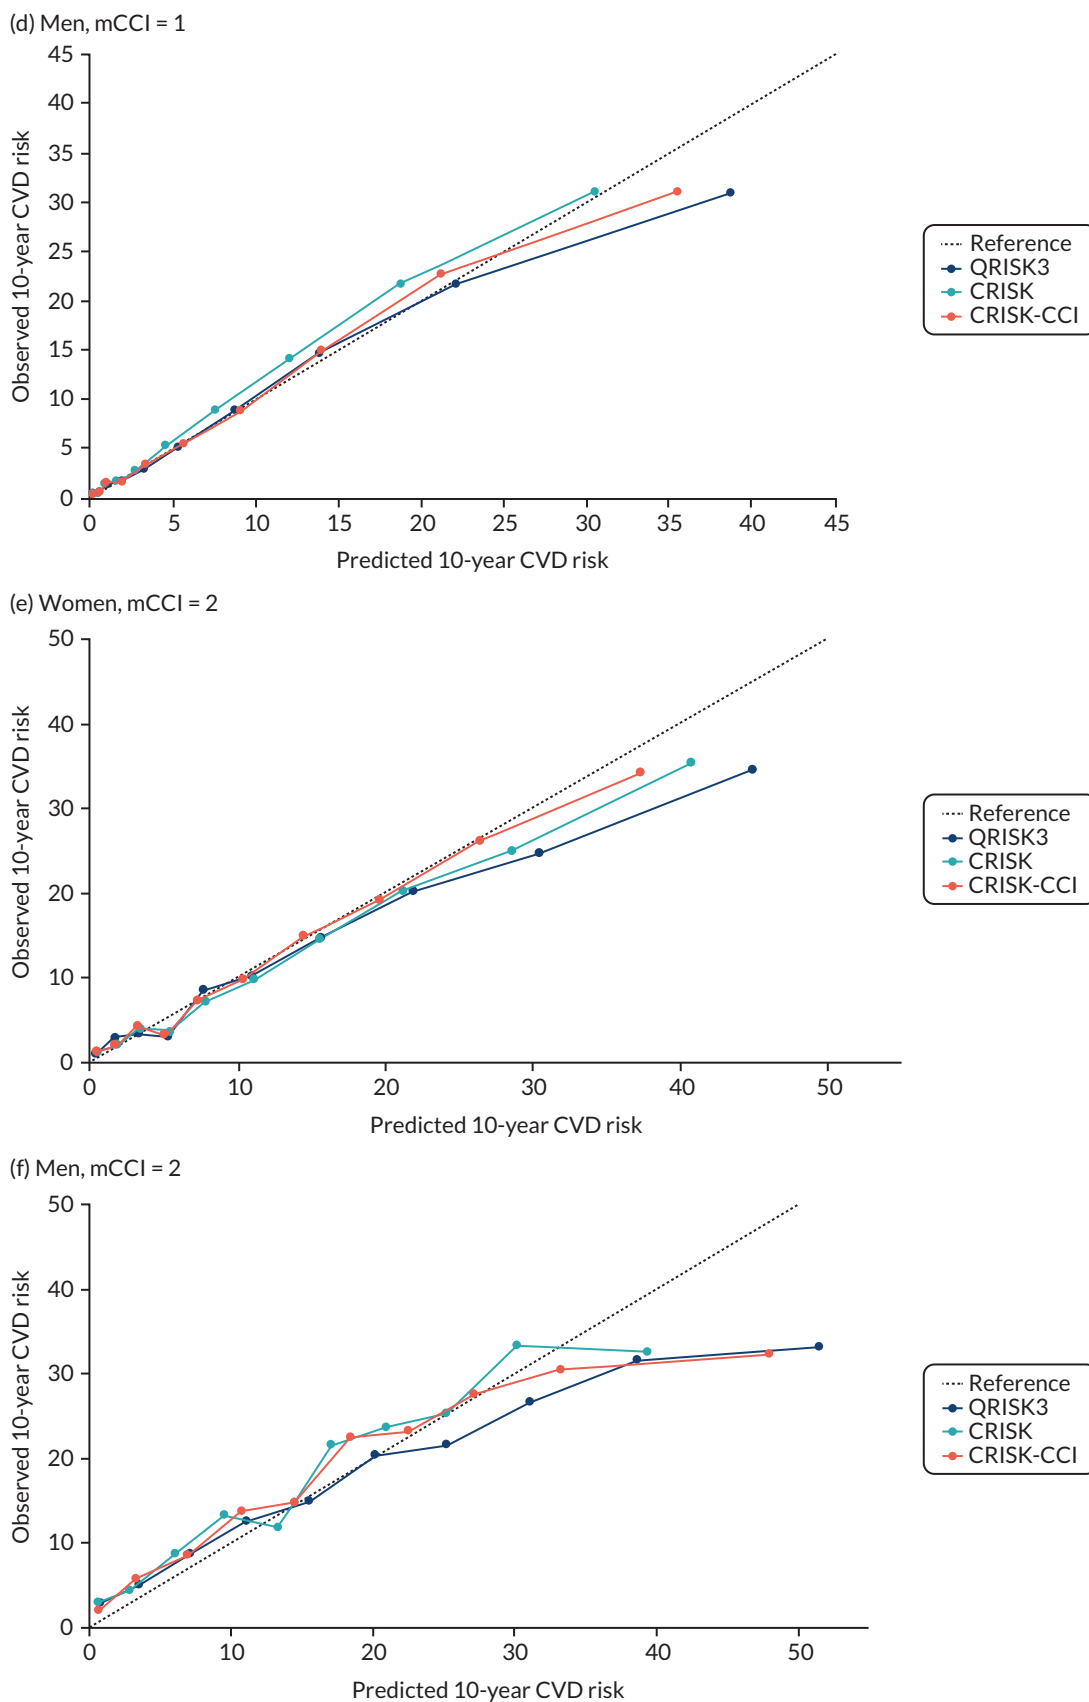 (d) Men, mCCI = 1
45
40
35
30
25
20
15
10
5
0
Observed 10-year CVD risk
0 5 10 15 20 25 30 35 40 45
Predicted 10-year CVD risk
Reference
QRISK3
CRISK
CRISK-CCI
(e) Women, mCCI = 2
50
40
30
20
10
0
Observed 10-year CVD risk
0 10 20 30 40 50
Predicted 10-year CVD risk
Reference
QRISK3
CRISK
CRISK-CCI
(f) Men, mCCI = 2
50
40
30
20
10
0
Observed 10-year CVD risk
0 10 20 30 40 50
Predicted 10-year CVD risk
Reference
QRISK3
CRISK
CRISK-CCI